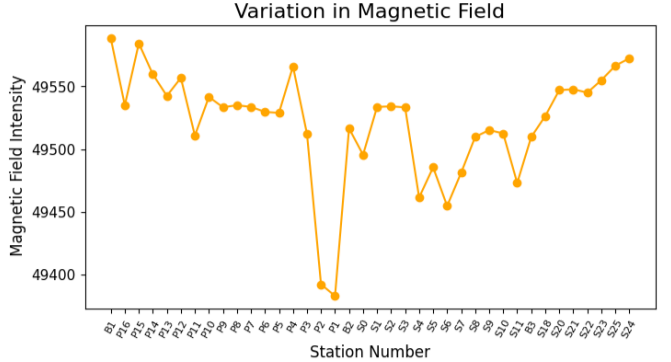 Variation in Magnetic Field
Magnetic Field Intensity
49550
49500
49450
49400
B1 P16 P15 P14 P13 P12 P11 P10 P9 P8 P7 P6 P5 P4 P3 P2 P1 B2 S0 S1 S2 S3 S4 S5 S6 S7 S8 S9 S10 S11 B3 S18 S20 S21 S22 S23 S25 S24
Station Number